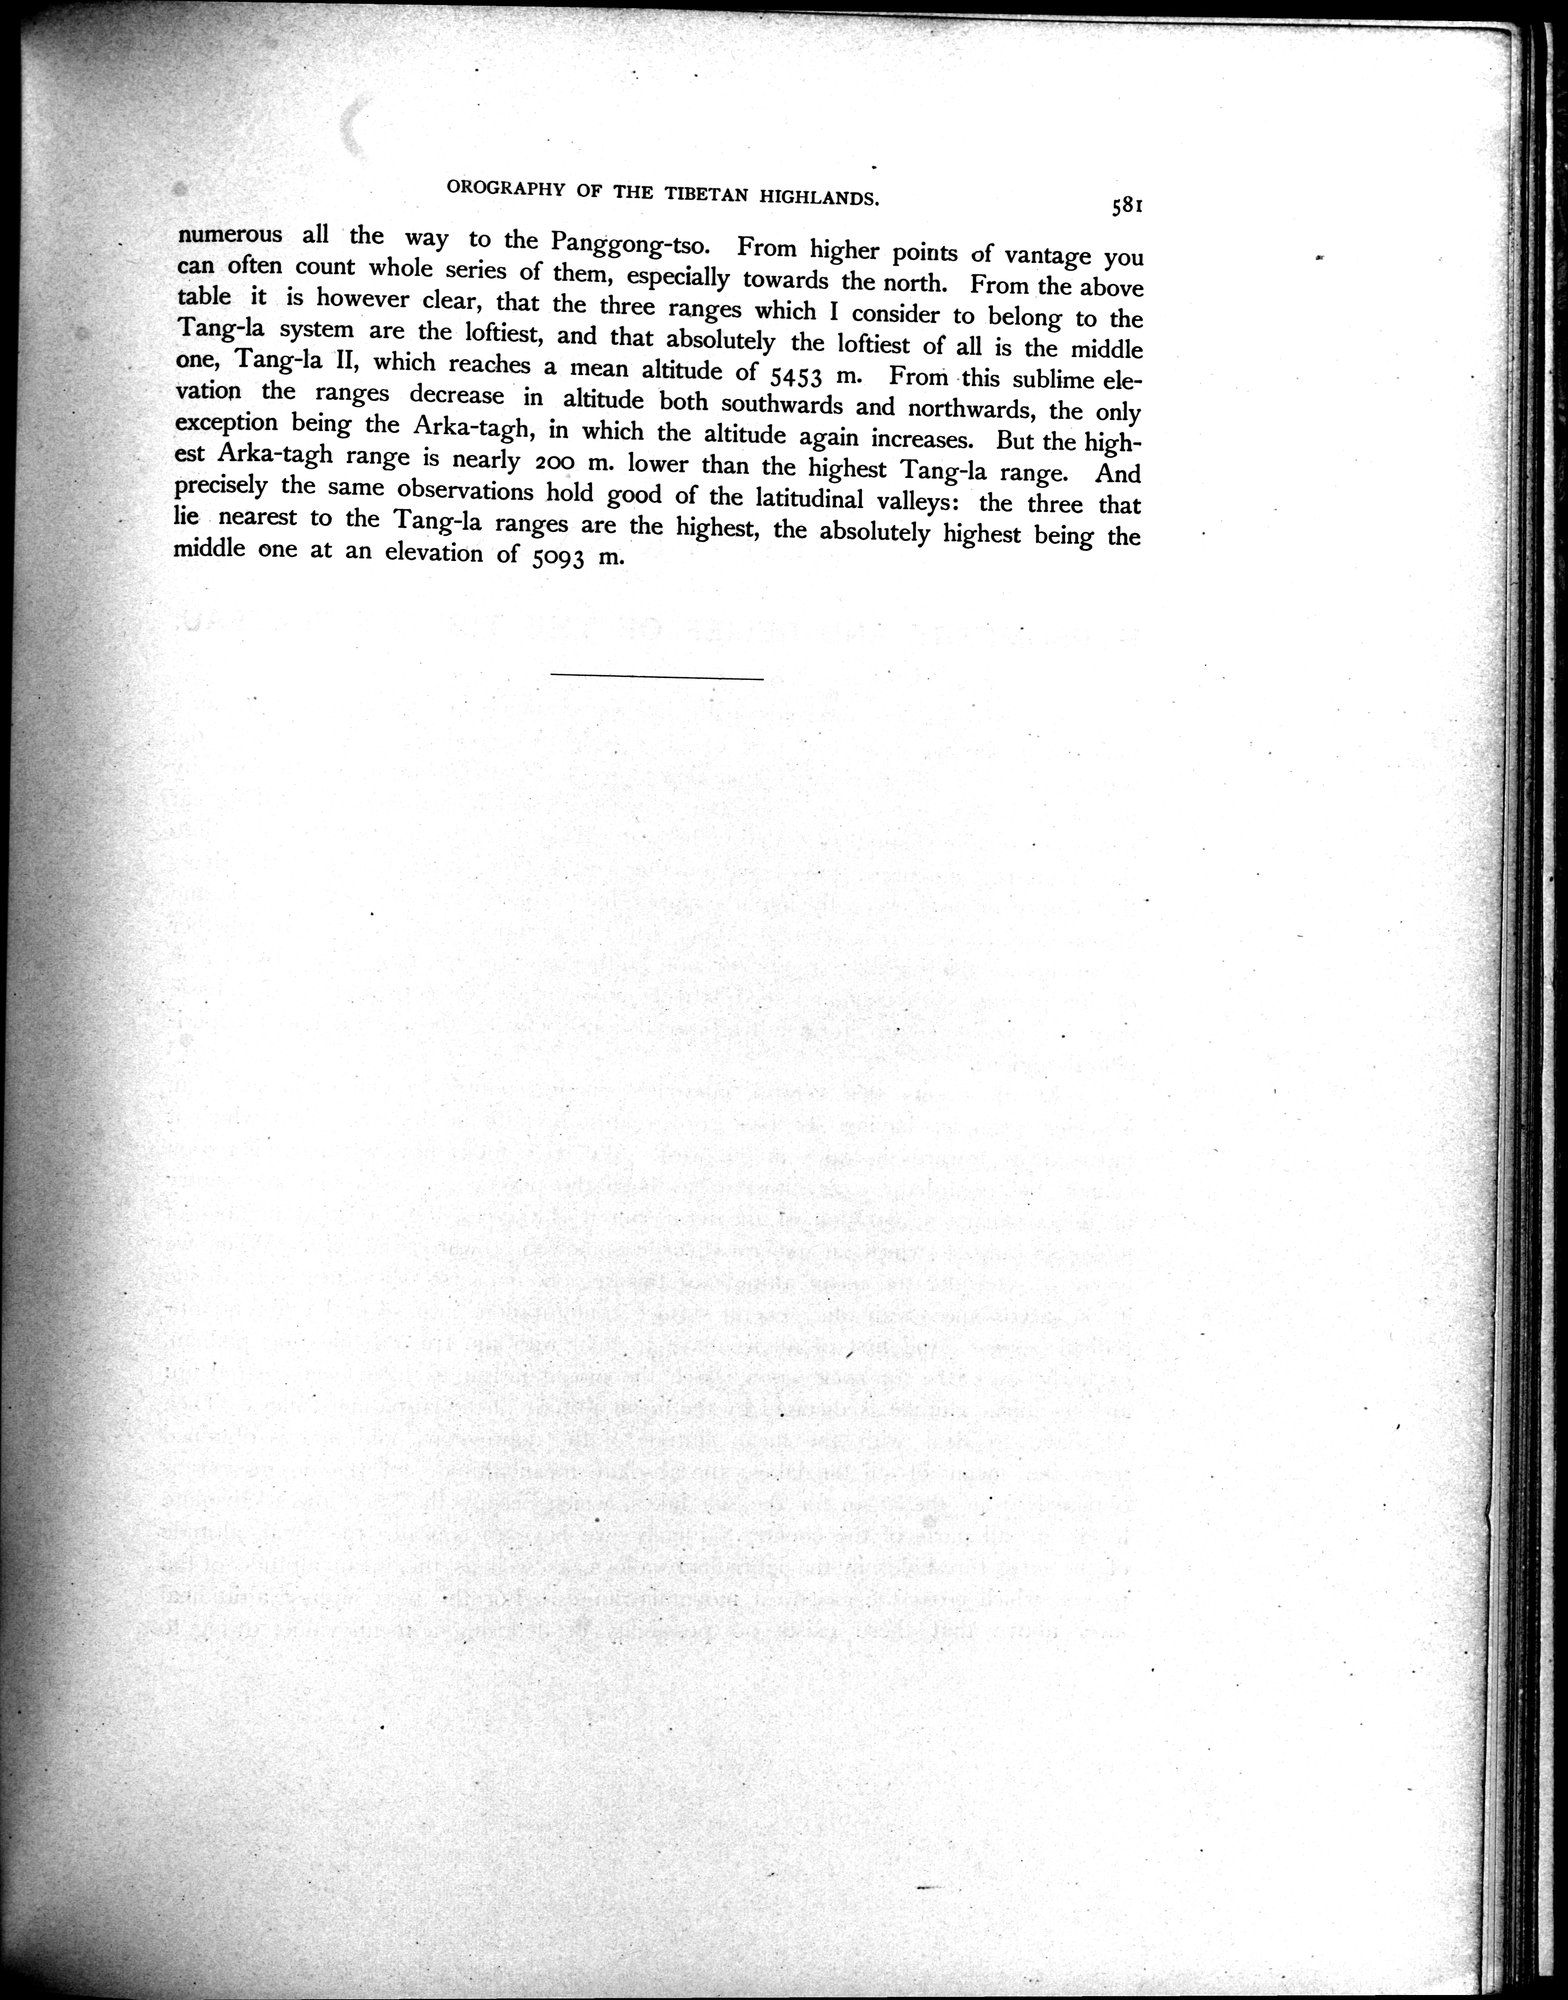 OROGRAPHY OF THE TIBETAN HIGHLANDS. 581
numerous all the way to the Panggong-tso. From higher points of vantage you
can often count whole series of them, especially towards the north. From the above
table it is however clear, that the three ranges which I consider to belong to the
Tang-la system are the loftiest, and that absolutely the loftiest of all is the middle
one, Tang-la II, which reaches a mean altitude of 5453 m. From this sublime ele-
vation the ranges decrease in altitude both southwards and northwards, the only
exception being the Arka-tagh, in which the altitude again increases. But the high-
est Arka-tagh range is nearly 200 m. lower than the highest Tang-la range. And
precisely the same observations hold good of the latitudinal valleys: the three that
lie nearest to the Tang-la ranges are the highest, the absolutely highest being the
middle one at an elevation of 5093 m.